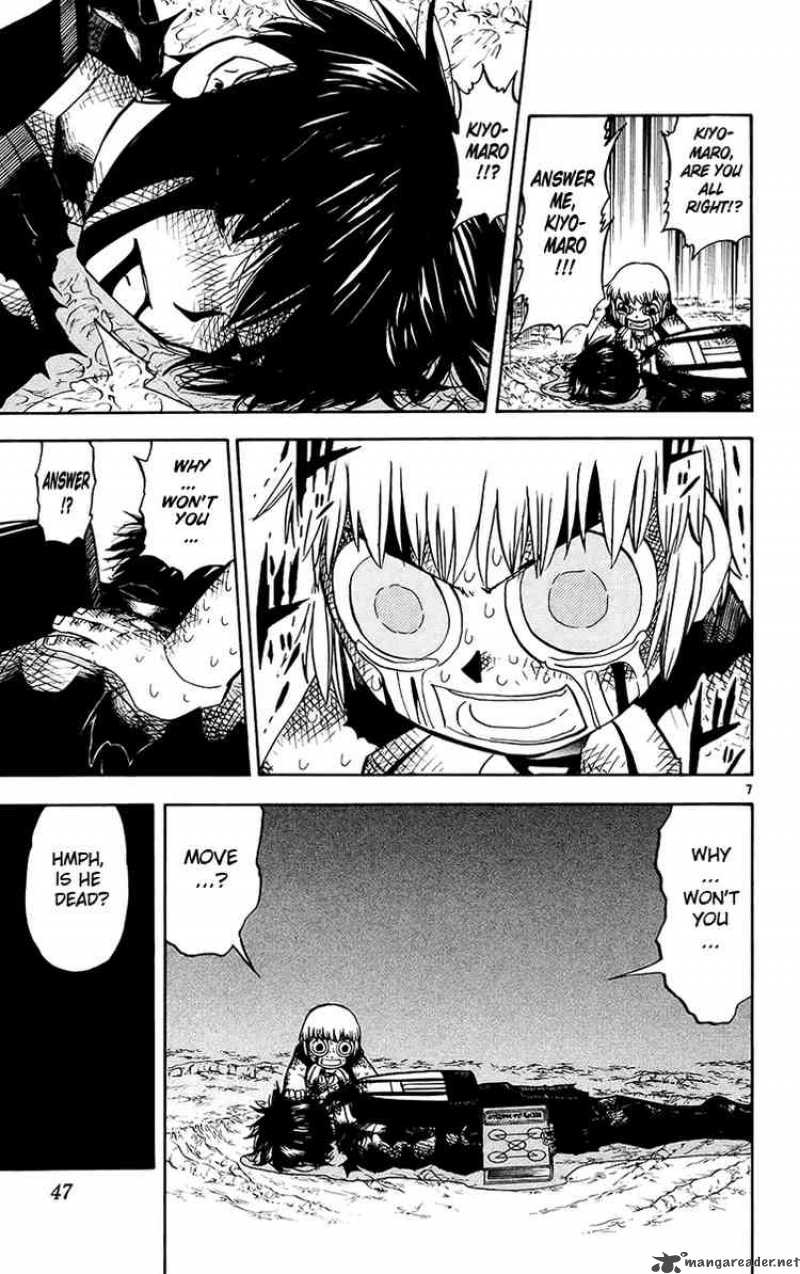 KIYO-
MARO,
ARE YOU
ALL
RIGHT!?
ANSWER
ME,
KIYO-
MARO
!!!
KIYO-
MARO
!!?
WHY
...
WON'T
YOU
...
ANSWER
!?
7
WHY
...
WON'T
YOU
...
MOVE
...?
HMPH,
IS HE
DEAD?
47
mangareader.net